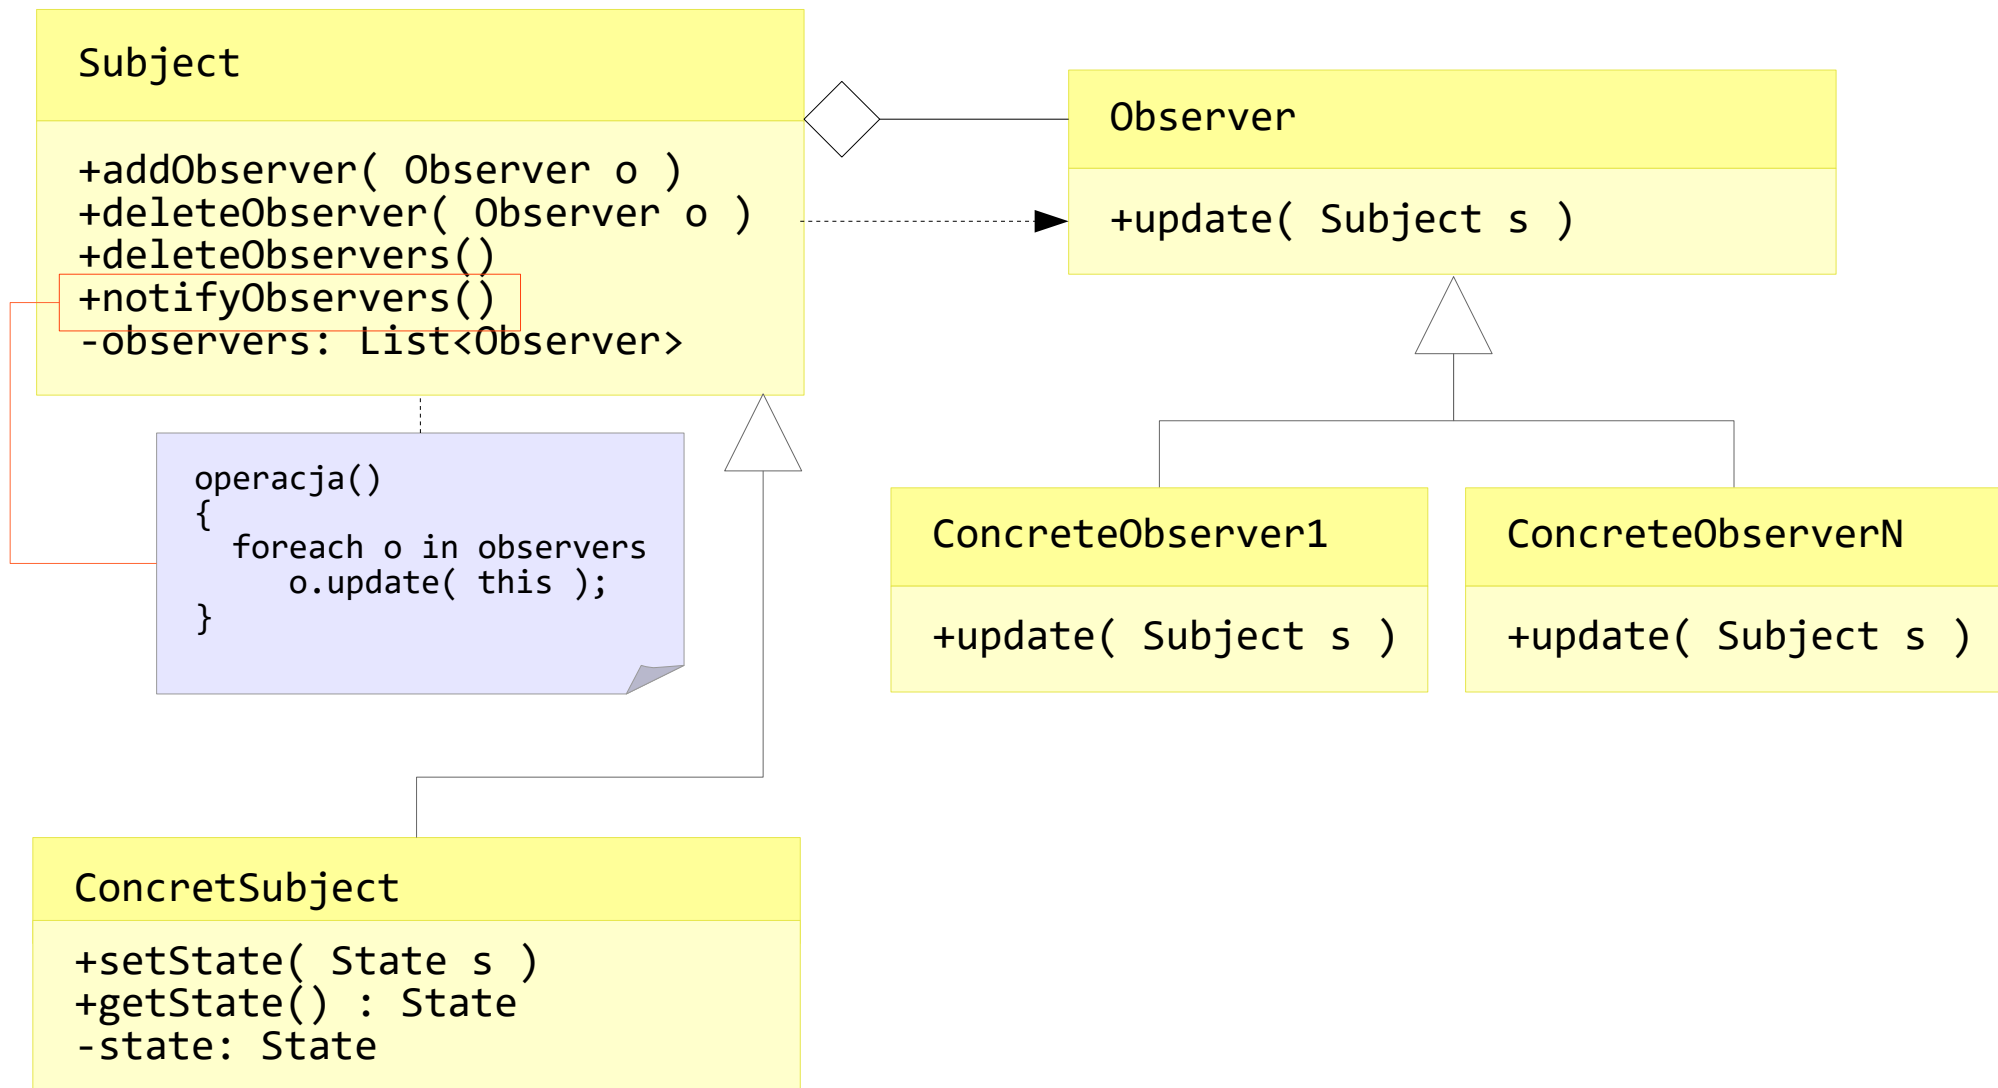 Subject
+addObserver( Observer o )
+deleteObserver( Observer o )
+deleteObservers()
+notifyObservers()
-observers: List<Observer>
Observer
+update( Subject s )
operacja()
{
foreach o in observers
o.update( this );
}
ConcreteObserver1
+update( Subject s )
ConcreteObserverN
+update( Subject s )
ConcretSubject
+setState( State s )
+getState() : State
-state: State